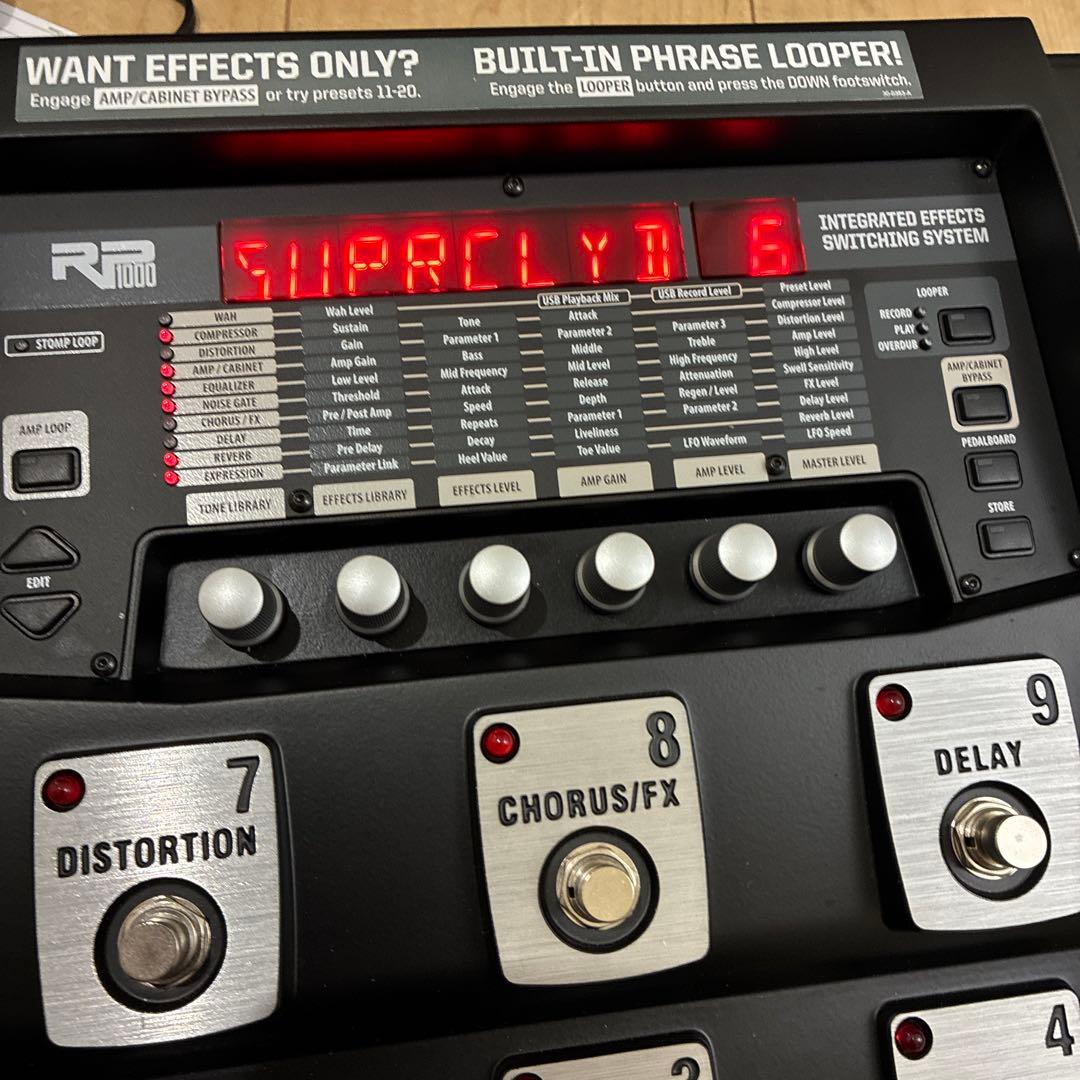 WANT EFFECTS ONLY?
Engage AMP/CABINET BYPASS or try presets 11-20.
BUILT-IN PHRASE LOOPER!
Engage the LOOPER button and press the DOWN footswitch.
RP1000
SUPRCLYD 6
INTEGRATED EFFECTS
SWITCHING SYSTEM
STOMP LOOP
AMP LOOP
EDIT
USB Playback Mix
USB Record Level
Preset Level
WAH Wah Level Tone Attack Parameter 3 Compressor Level
COMPRESSOR Sustain Parameter 1 Parameter 2 Treble Distortion Level
DISTORTION Gain Bass Middle High Frequency Amp Level
AMP / CABINET Amp Gain Mid Frequency Mid Level Attenuation High Level
EQUALIZER Low Level Attack Release Regen / Level Swell Sensitivity
NOISE GATE Threshold Speed Depth Parameter 2 FX Level
CHORUS / FX Pre / Post Amp Repeats Parameter 1 Delay Level
DELAY Time Decay Liveliness LFO Waveform Reverb Level
REVERB Pre Delay Heel Value Toe Value LFO Speed
EXPRESSION Parameter Link
TONE LIBRARY
EFFECTS LIBRARY
EFFECTS LEVEL
AMP GAIN
AMP LEVEL
MASTER LEVEL
LOOPER
RECORD
PLAY
OVERDUB
AMP/CABINET
BYPASS
PEDALBOARD
STORE
7
DISTORTION
8
CHORUS/FX
9
DELAY
4